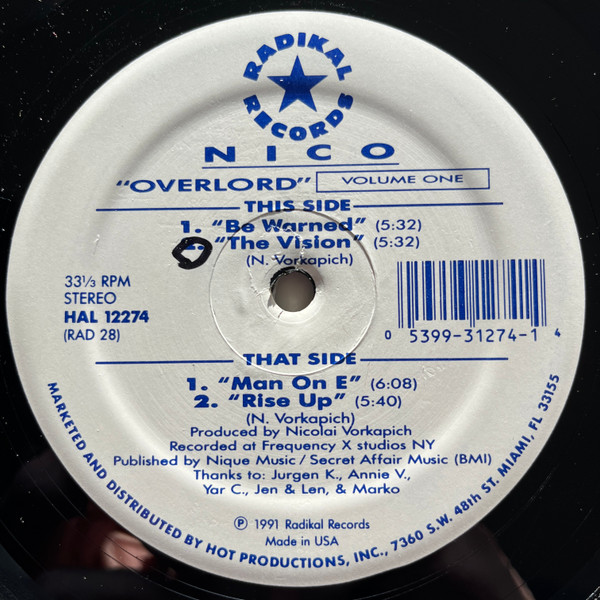 RADIKAL
RECORDS
NICO
"OVERLORD" VOLUME ONE
THIS SIDE
1. "Be Warned" (5:32)
2. "The Vision" (5:32)
(N. Vorkapich)
33⅓ RPM
STEREO
HAL 12274
(RAD 28)
0 5399-31274-1 4
THAT SIDE
1. "Man On E" (6:08)
2. "Rise Up" (5:40)
(N. Vorkapich)
Produced by Nicolai Vorkapich
Recorded at Frequency X studios NY
Published by Nique Music / Secret Affair Music (BMI)
Thanks to: Jurgen K., Annie V.,
Yar C., Jen & Len, & Marko
℗ 1991 Radikal Records
Made in USA
MARKETED AND DISTRIBUTED BY HOT PRODUCTIONS, INC., 7360 S.W. 48th ST. MIAMI, FL 33155